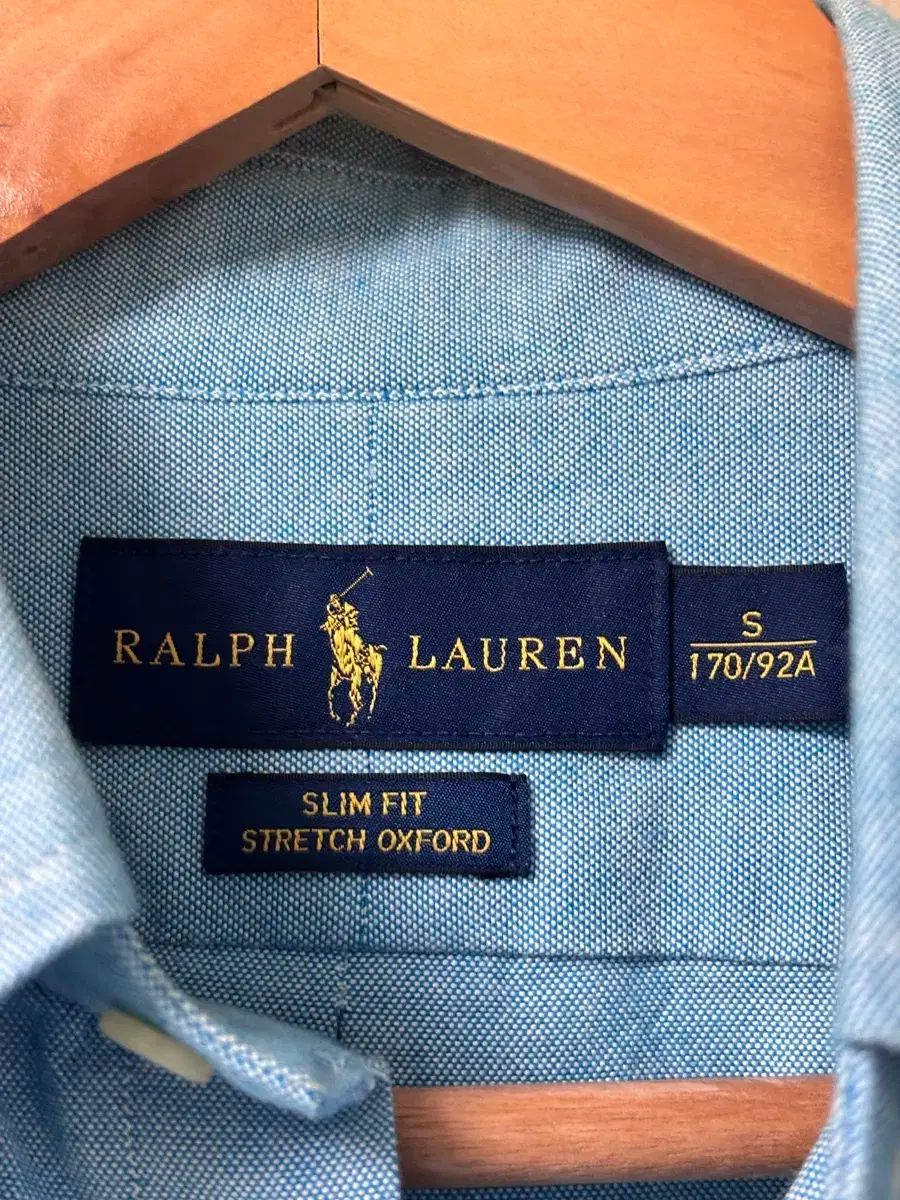 RALPH LAUREN
S
170/92A
SLIM FIT
STRETCH OXFORD